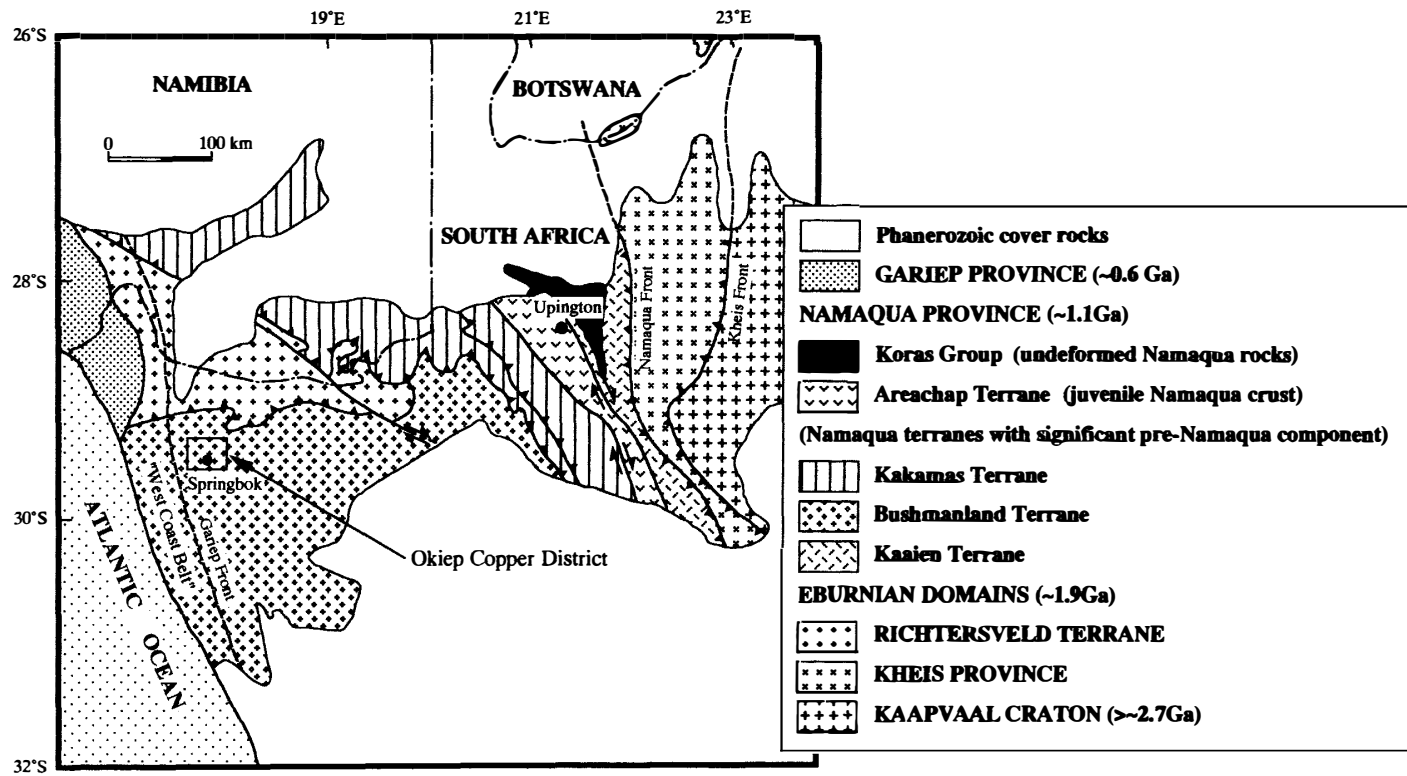 19°E
21°E
23°E
26°S
NAMIBIA
BOTSWANA
0
100 km
SOUTH AFRICA
28°S
Upington
Namaqua Front
Kheis Front
Springbok
"West Coast Belt"
Gariep Front
30°S
Okiep Copper District
ATLANTIC OCEAN
32°S
Phanerozoic cover rocks
GARIEP PROVINCE (~0.6 Ga)
NAMAQUA PROVINCE (~1.1Ga)
Koras Group (undeformed Namaqua rocks)
Areachap Terrane (juvenile Namaqua crust)
(Namaqua terranes with significant pre-Namaqua component)
Kakamas Terrane
Bushmanland Terrane
Kaaien Terrane
EBURNIAN DOMAINS (~1.9Ga)
RICHTERSVELD TERRANE
KHEIS PROVINCE
KAAPVAAL CRATON (>~2.7Ga)